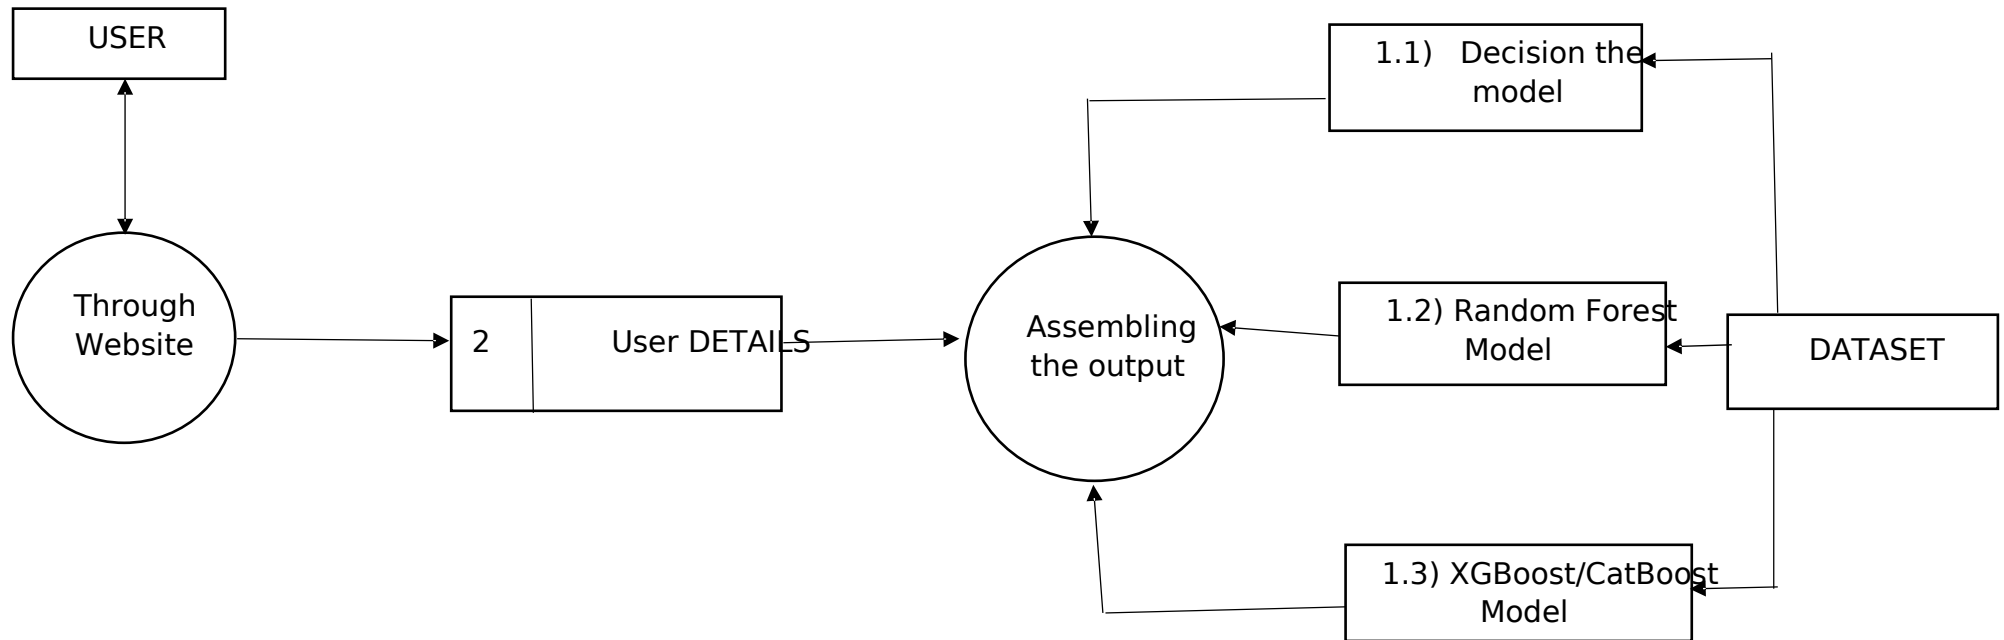 USER
Through
Website
2
User DETAILS
Assembling
the output
1.1) Decision the
model
1.2) Random Forest
Model
DATASET
1.3) XGBoost/CatBoost
Model